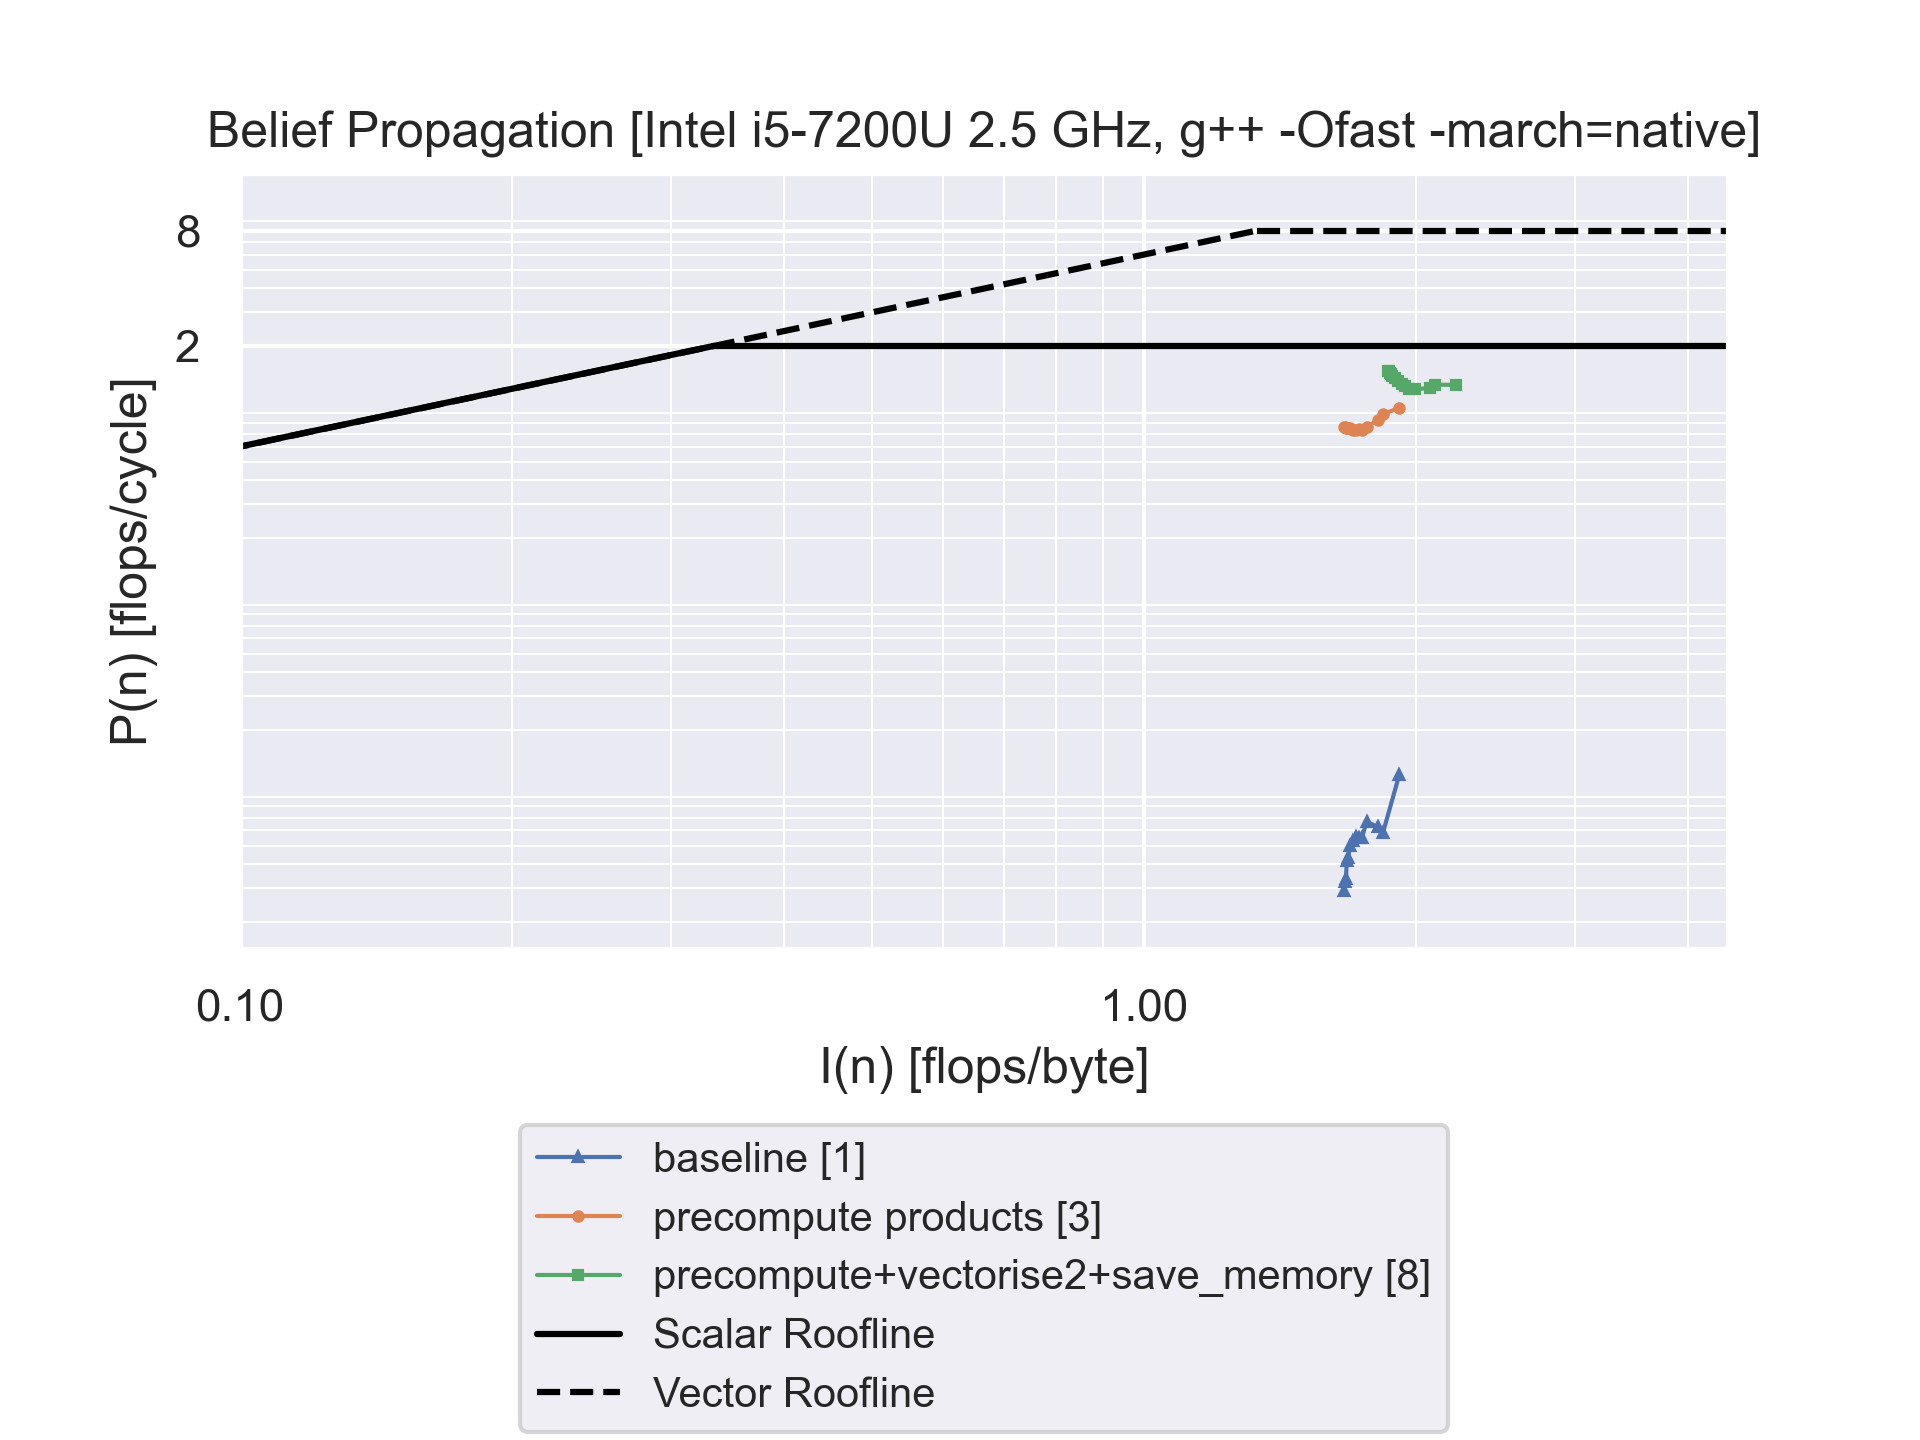 Belief Propagation [Intel i5-7200U 2.5 GHz, g++ -Ofast -march=native]
8
2
P(n) [flops/cycle]
0.10
1.00
I(n) [flops/byte]
baseline [1]
precompute products [3]
precompute+vectorise2+save_memory [8]
Scalar Roofline
Vector Roofline